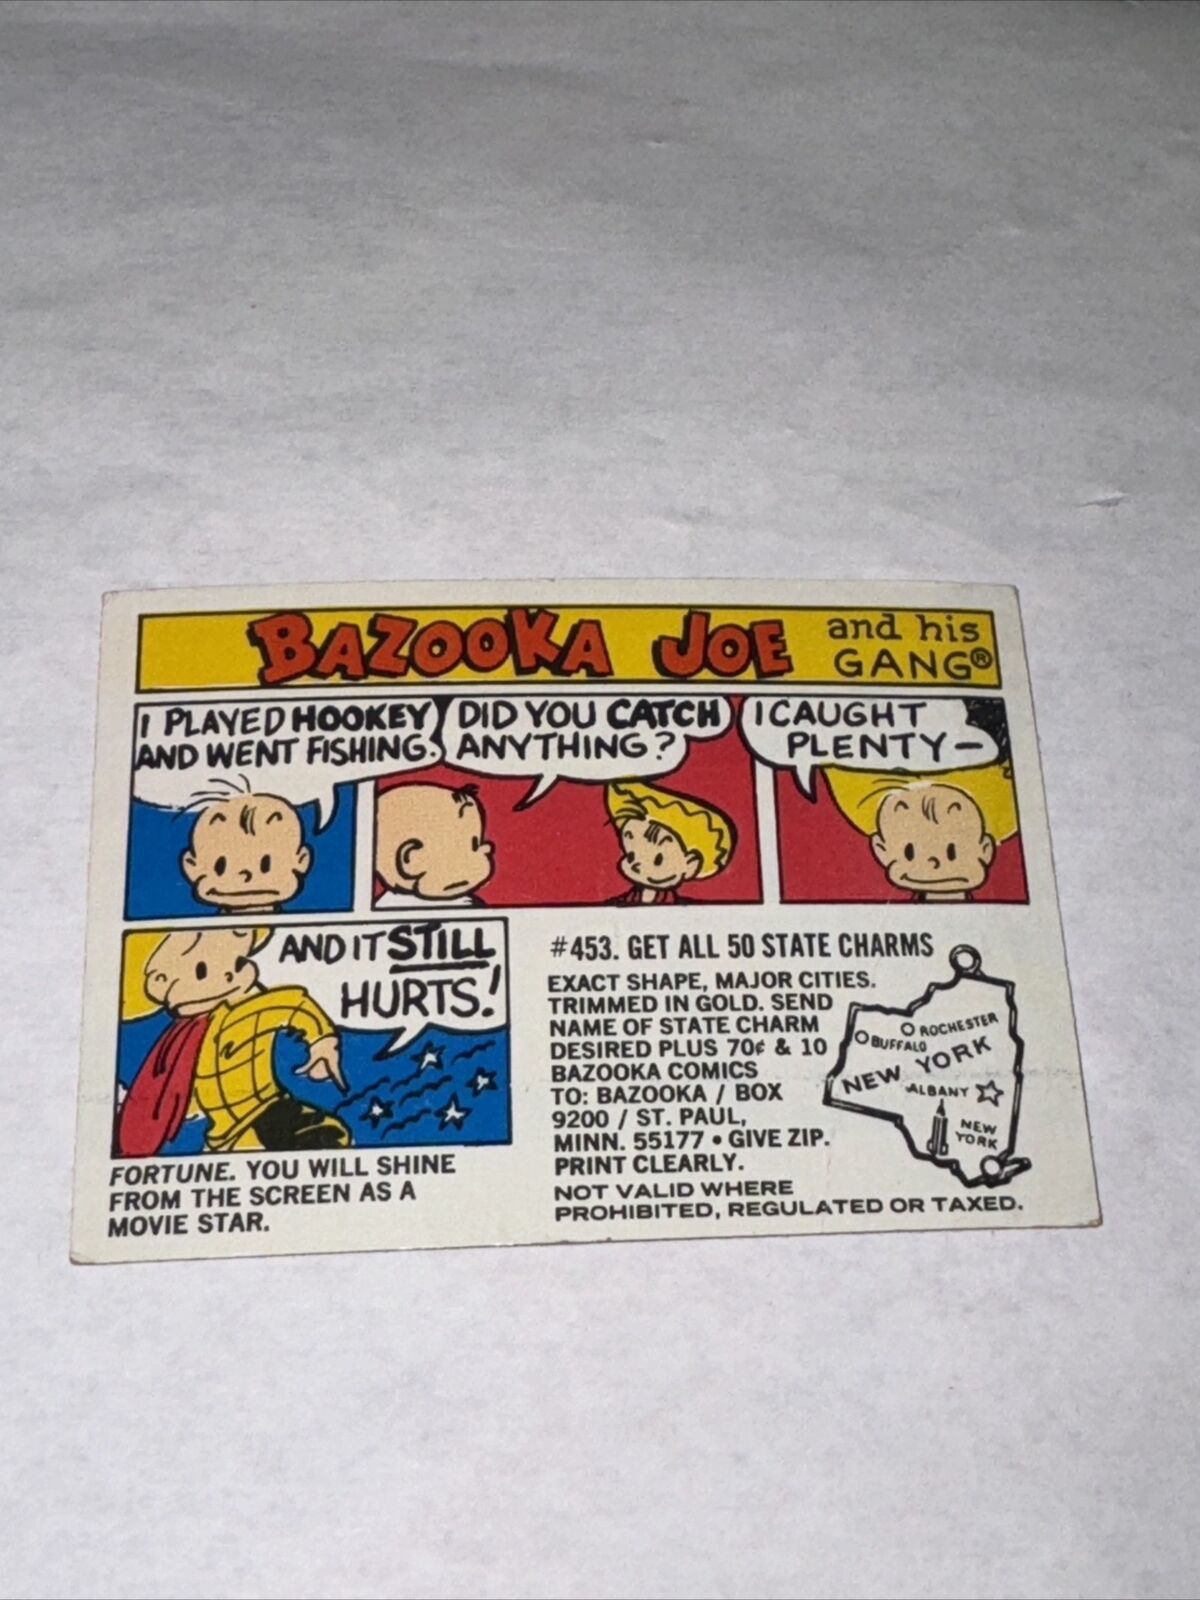 BAZOOKA JOE and his
GANG®
I PLAYED HOOKEY
AND WENT FISHING.
DID YOU CATCH
ANYTHING?
I CAUGHT
PLENTY—
AND IT STILL
HURTS!
FORTUNE. YOU WILL SHINE
FROM THE SCREEN AS A
MOVIE STAR.
#453. GET ALL 50 STATE CHARMS
EXACT SHAPE, MAJOR CITIES.
TRIMMED IN GOLD. SEND
NAME OF STATE CHARM
DESIRED PLUS 70¢ & 10
BAZOOKA COMICS
TO: BAZOOKA / BOX
9200 / ST. PAUL,
MINN. 55177 • GIVE ZIP.
PRINT CLEARLY.
NOT VALID WHERE
PROHIBITED, REGULATED OR TAXED.
ROCHESTER
BUFFALO
NEW YORK
ALBANY
NEW
YORK